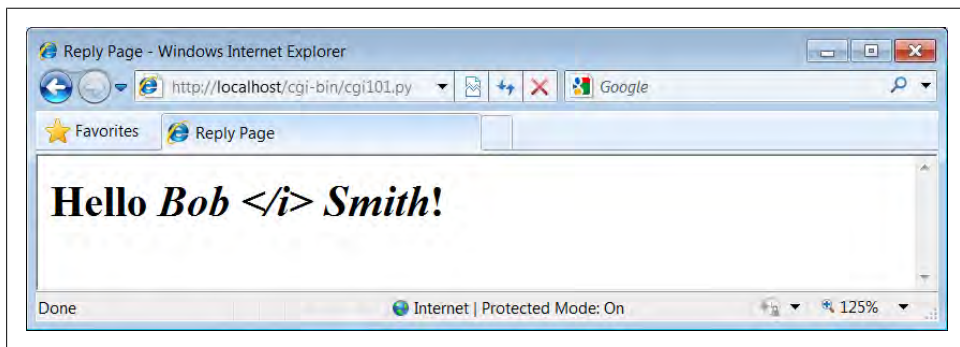 Reply Page - Windows Internet Explorer
http://localhost/cgi-bin/cgi101.py
Google
Favorites
Reply Page
Hello Bob </i> Smith!
Done
Internet | Protected Mode: On
125%